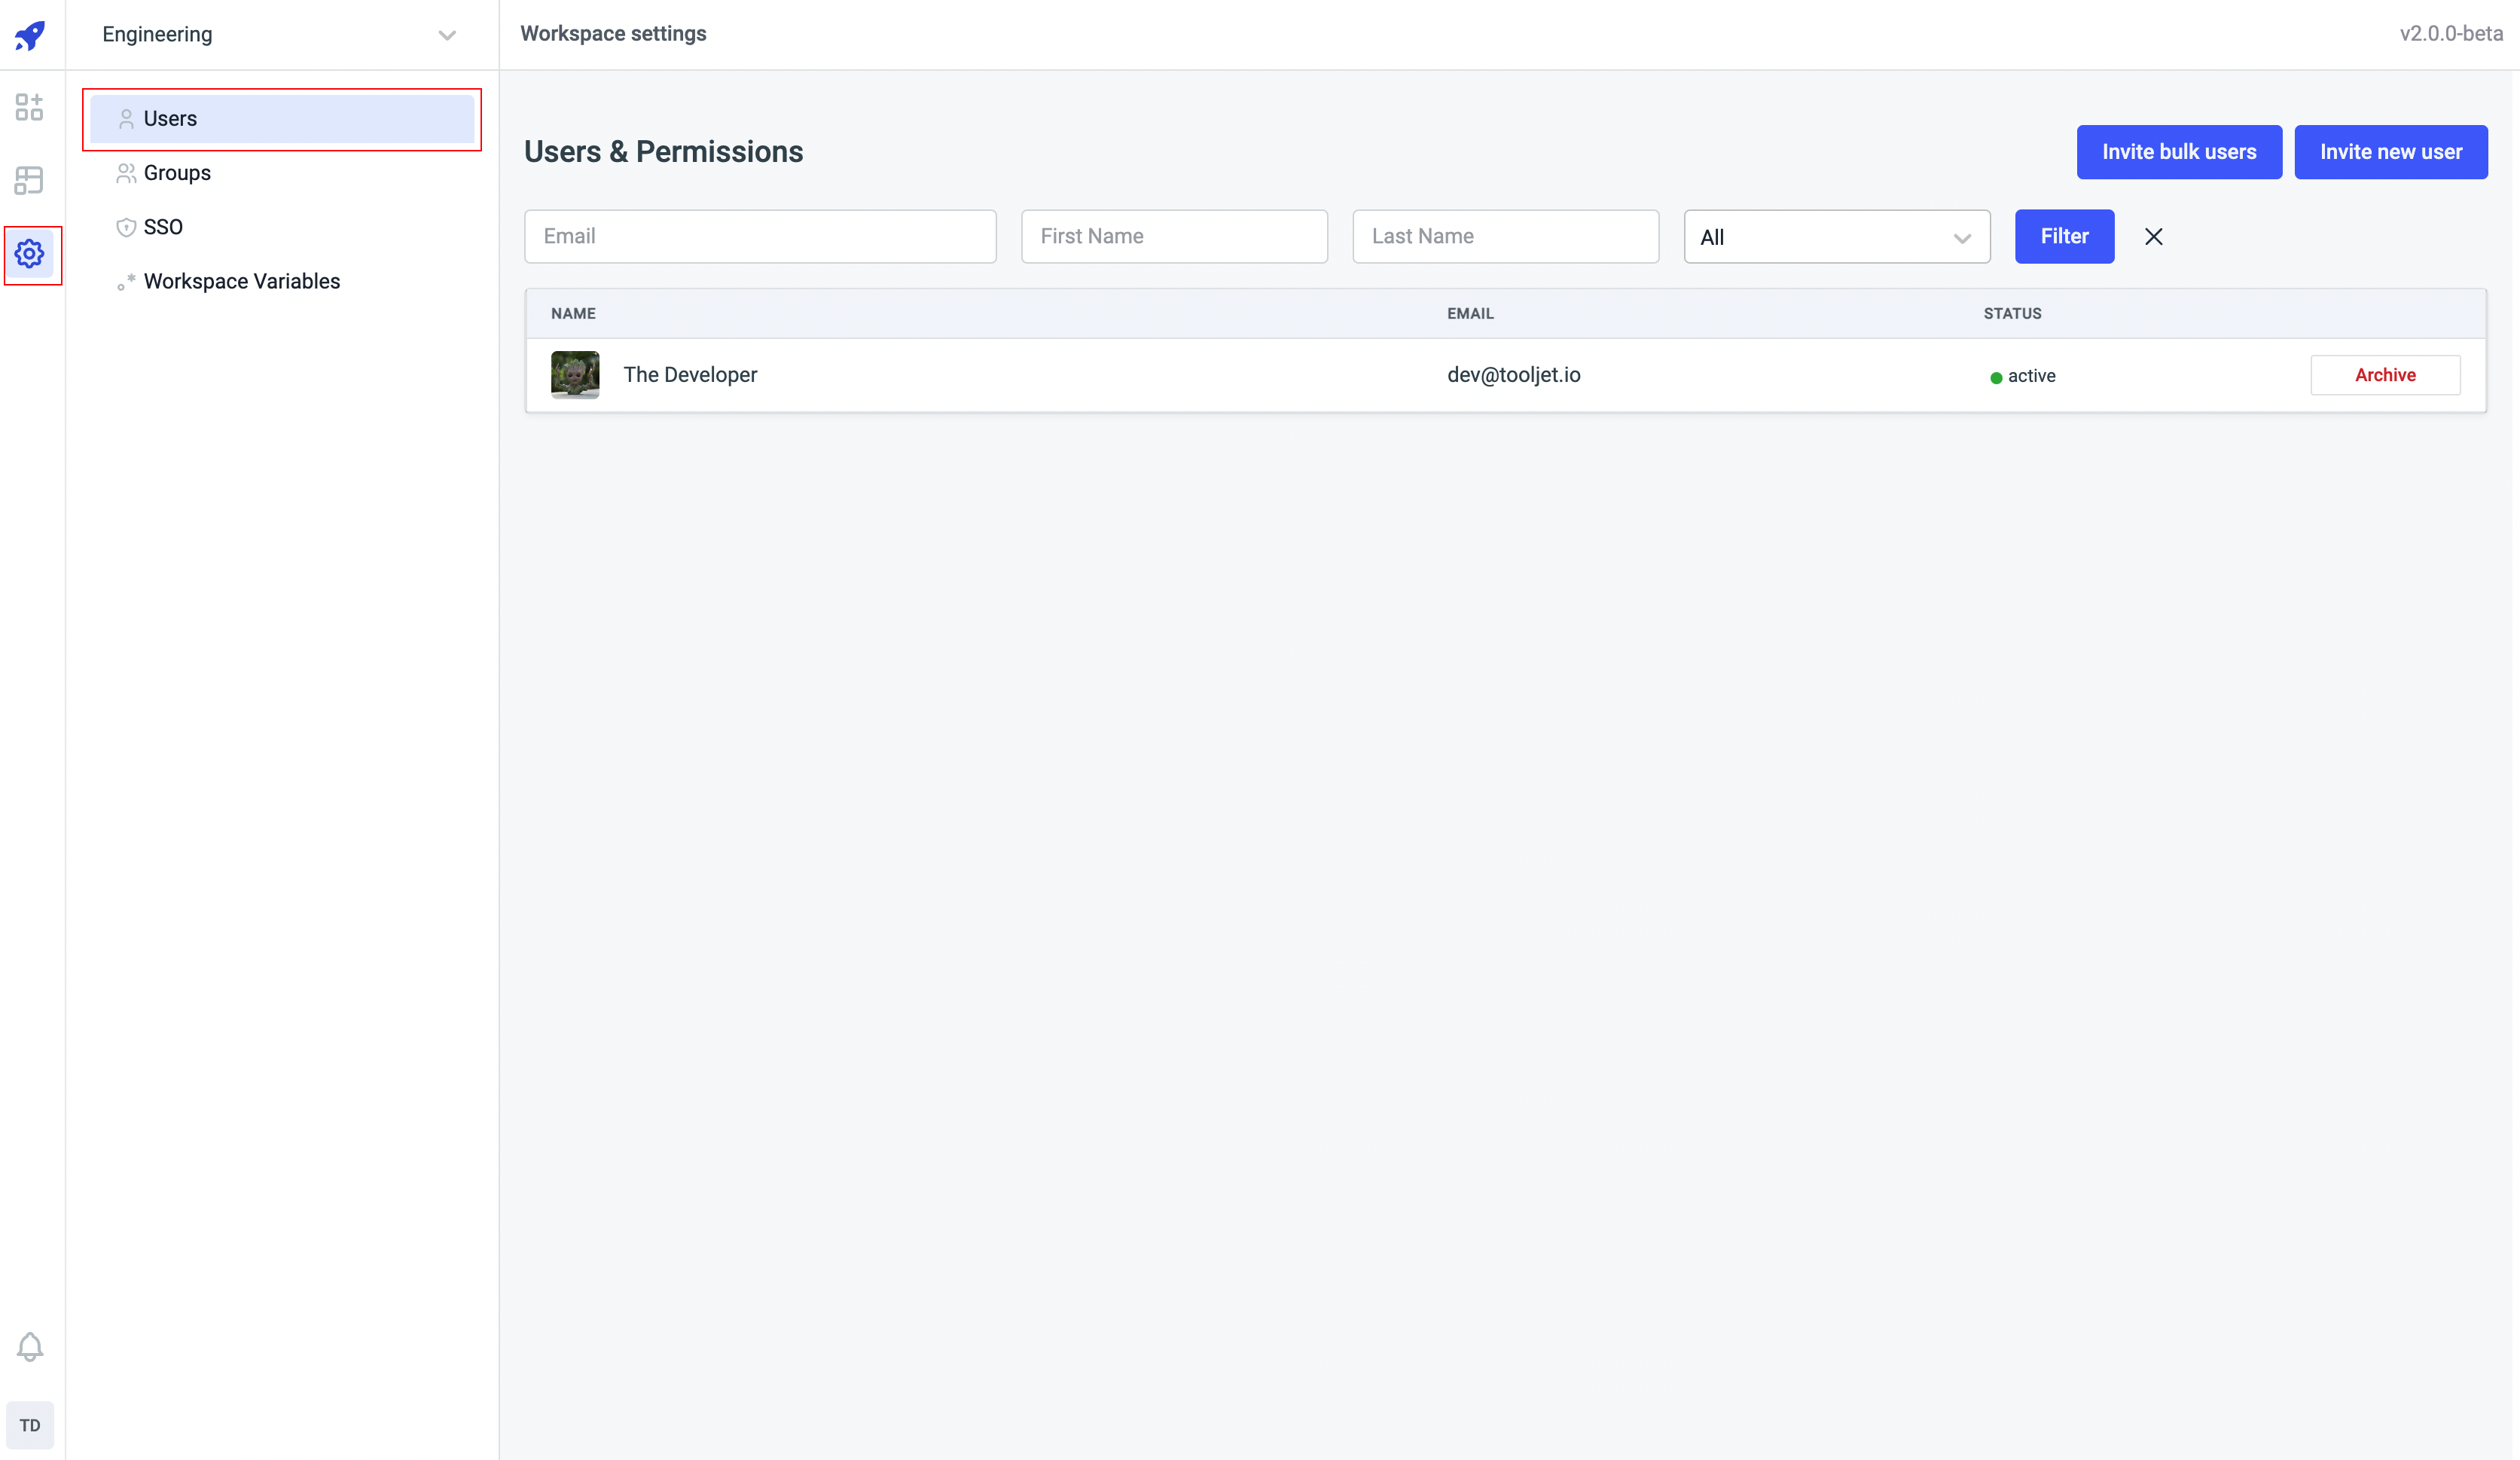 Engineering
Workspace settings
v2.0.0-beta
Users
Groups
SSO
Workspace Variables
Users & Permissions
Invite bulk users
Invite new user
Email
First Name
Last Name
All
Filter
NAME
EMAIL
STATUS
The Developer
dev@tooljet.io
active
Archive
TD